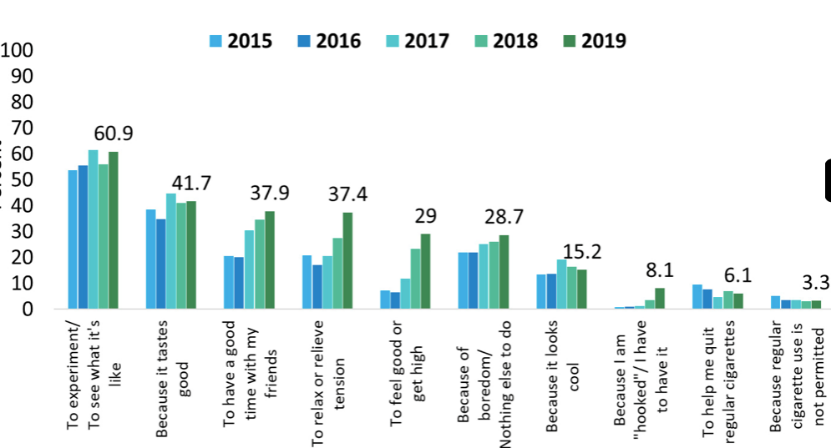 2015 2016 2017 2018 2019
100
90
80
70
60
50
40
30
20
10
0
60.9
41.7
37.9
37.4
29
28.7
15.2
8.1
6.1
3.3
To experiment/
To see what it's
like
Because it tastes
good
To have a good
time with my
friends
To relax or relieve
tension
To feel good or
get high
Because of
boredom/
Nothing else to do
Because it looks
cool
Because I am
"hooked"/ I have
to have it
To help me quit
regular cigarettes
Because regular
cigarette use is
not permitted